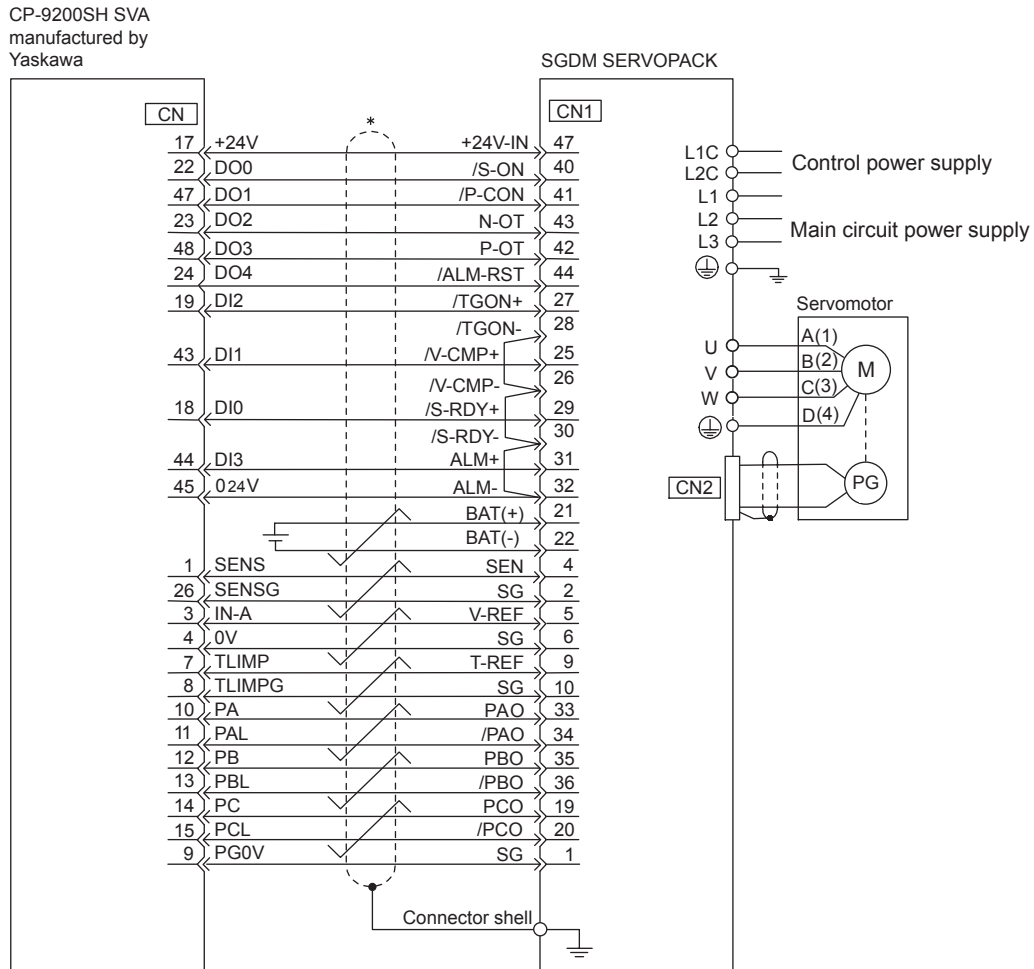 CP-9200SH SVA
manufactured by
Yaskawa
SGDM SERVOPACK
CN
*
CN1
17 +24V +24V-IN 47
22 DO0 /S-ON 40
47 DO1 /P-CON 41
23 DO2 N-OT 43
48 DO3 P-OT 42
24 DO4 /ALM-RST 44
19 DI2 /TGON+ 27
/TGON- 28
43 DI1 /V-CMP+ 25
/V-CMP- 26
18 DI0 /S-RDY+ 29
/S-RDY- 30
44 DI3 ALM+ 31
45 024V ALM- 32
BAT(+) 21
BAT(-) 22
1 SENS SEN 4
26 SENSG SG 2
3 IN-A V-REF 5
4 0V SG 6
7 TLIMP T-REF 9
8 TLIMPG SG 10
10 PA PAO 33
11 PAL /PAO 34
12 PB PBO 35
13 PBL /PBO 36
14 PC PCO 19
15 PCL /PCO 20
9 PG0V SG 1
Connector shell
L1C
L2C
Control power supply
L1
L2
L3
Main circuit power supply
Servomotor
U A(1)
V B(2)
W C(3)
D(4)
M
CN2
PG